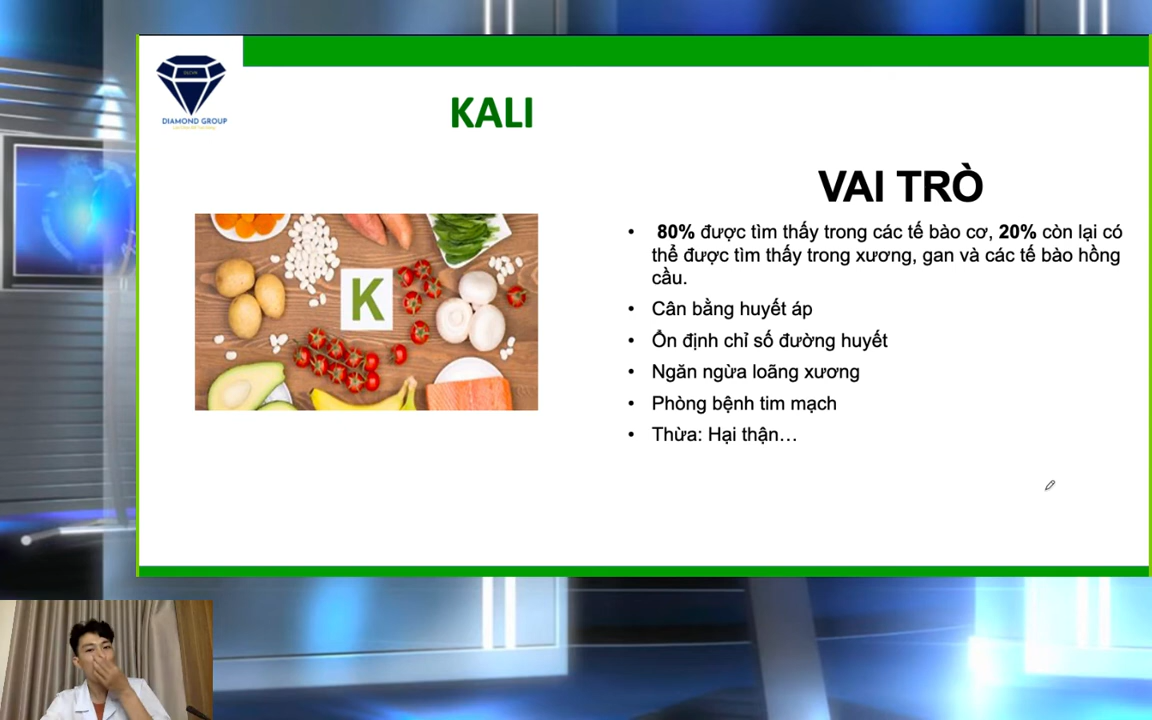 DIAMOND GROUP
KALI
VAI TRÒ
K
• 80% được tìm thấy trong các tế bào cơ, 20% còn lại có
thể được tìm thấy trong xương, gan và các tế bào hồng
cầu.
• Cân bằng huyết áp
• Ổn định chỉ số đường huyết
• Ngăn ngừa loãng xương
• Phòng bệnh tim mạch
• Thừa: Hại thận…